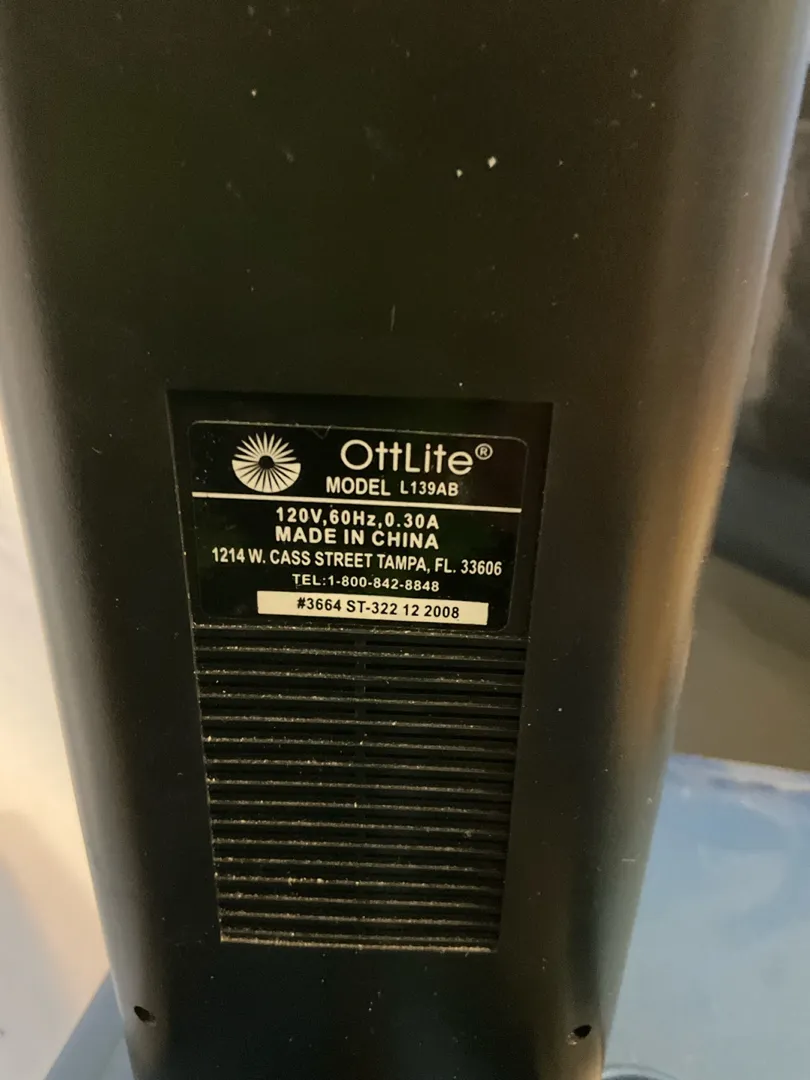 OttLite®
MODEL L139AB
120V,60Hz,0.30A
MADE IN CHINA
1214 W. CASS STREET TAMPA, FL. 33606
TEL:1-800-842-8848
#3664 ST-322 12 2008